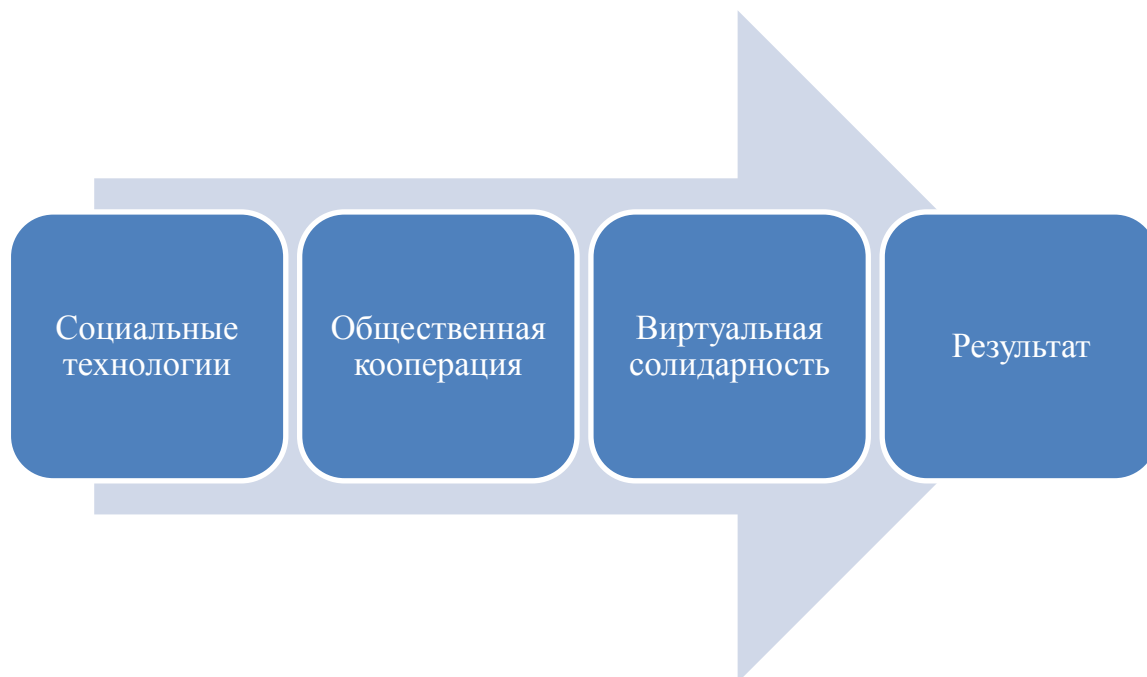 Социальные
технологии
Общественная
кооперация
Виртуальная
солидарность
Результат